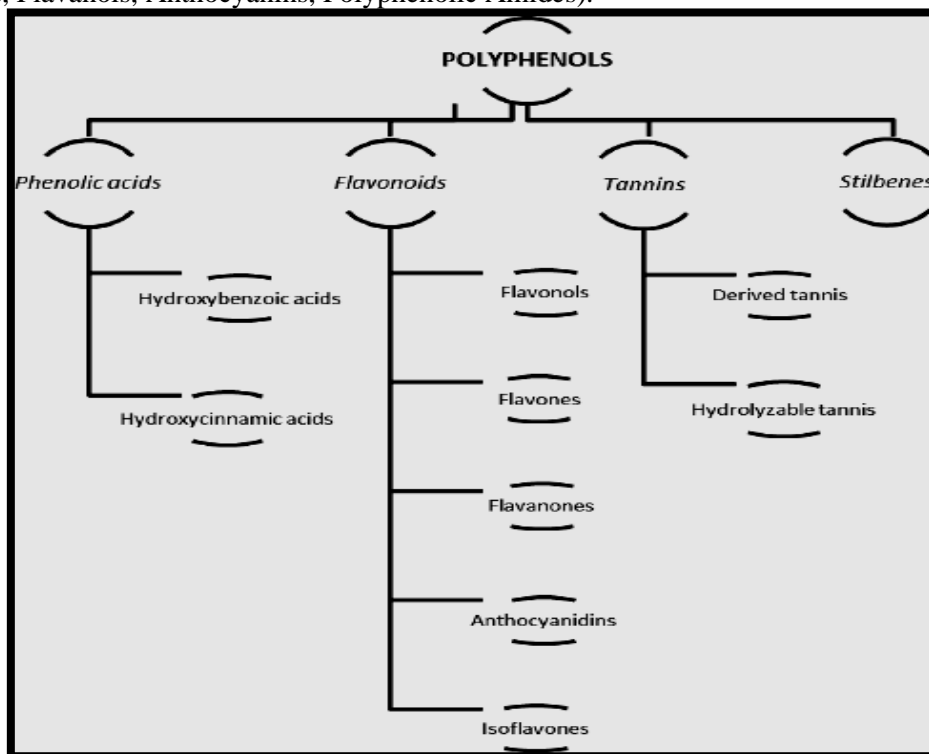 , Flavanols, Anthocyanins, Polyphenolic Amides).
POLYPHENOLS
Phenolic acids
Flavonoids
Tannins
Stilbenes
Hydroxybenzoic acids
Flavonols
Derived tannis
Hydroxycinnamic acids
Flavones
Hydrolyzable tannis
Flavanones
Anthocyanidins
Isoflavones